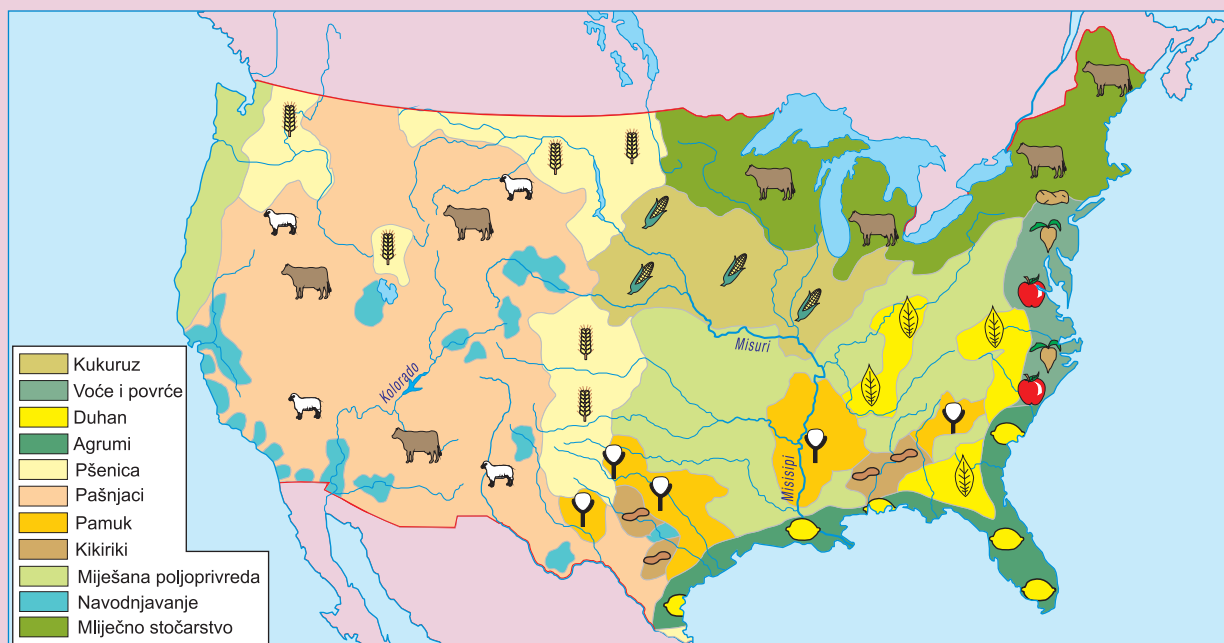 Misuri
Kolorado
Misisipi
Kukuruz
Voće i povrće
Duhan
Agrumi
Pšenica
Pašnjaci
Pamuk
Kikiriki
Miješana poljoprivreda
Navodnjavanje
Mliječno stočarstvo